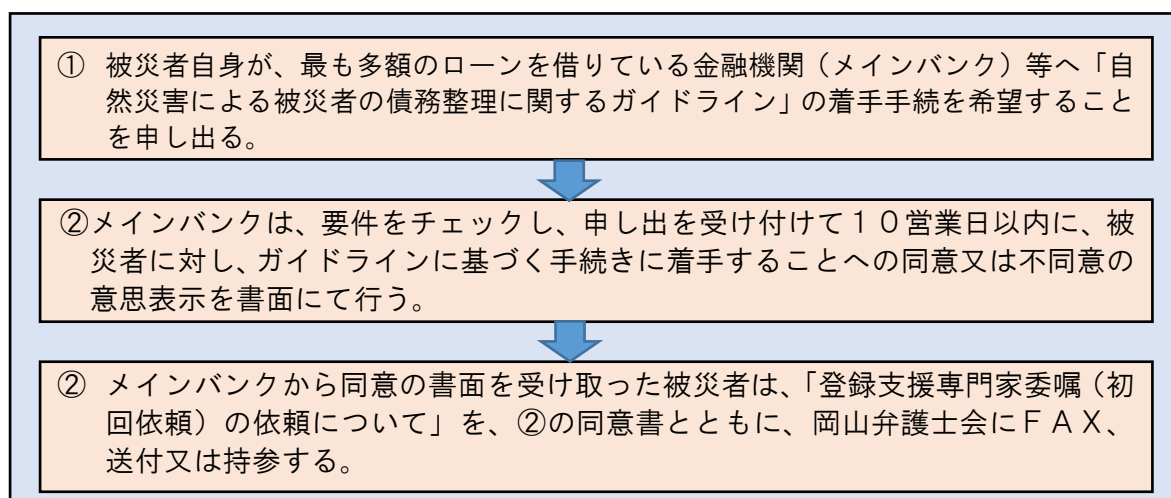 ① 被災者自身が、最も多額のローンを借りている金融機関（メインバンク）等へ「自
然災害による被災者の債務整理に関するガイドライン」の着手手続を希望すること
を申し出る。
②メインバンクは、要件をチェックし、申し出を受け付けて１０営業日以内に、被
災者に対し、ガイドラインに基づく手続きに着手することへの同意又は不同意の
意思表示を書面にて行う。
② メインバンクから同意の書面を受け取った被災者は、「登録支援専門家委嘱（初
回依頼）の依頼について」を、②の同意書とともに、岡山弁護士会にＦＡＸ、
送付又は持参する。